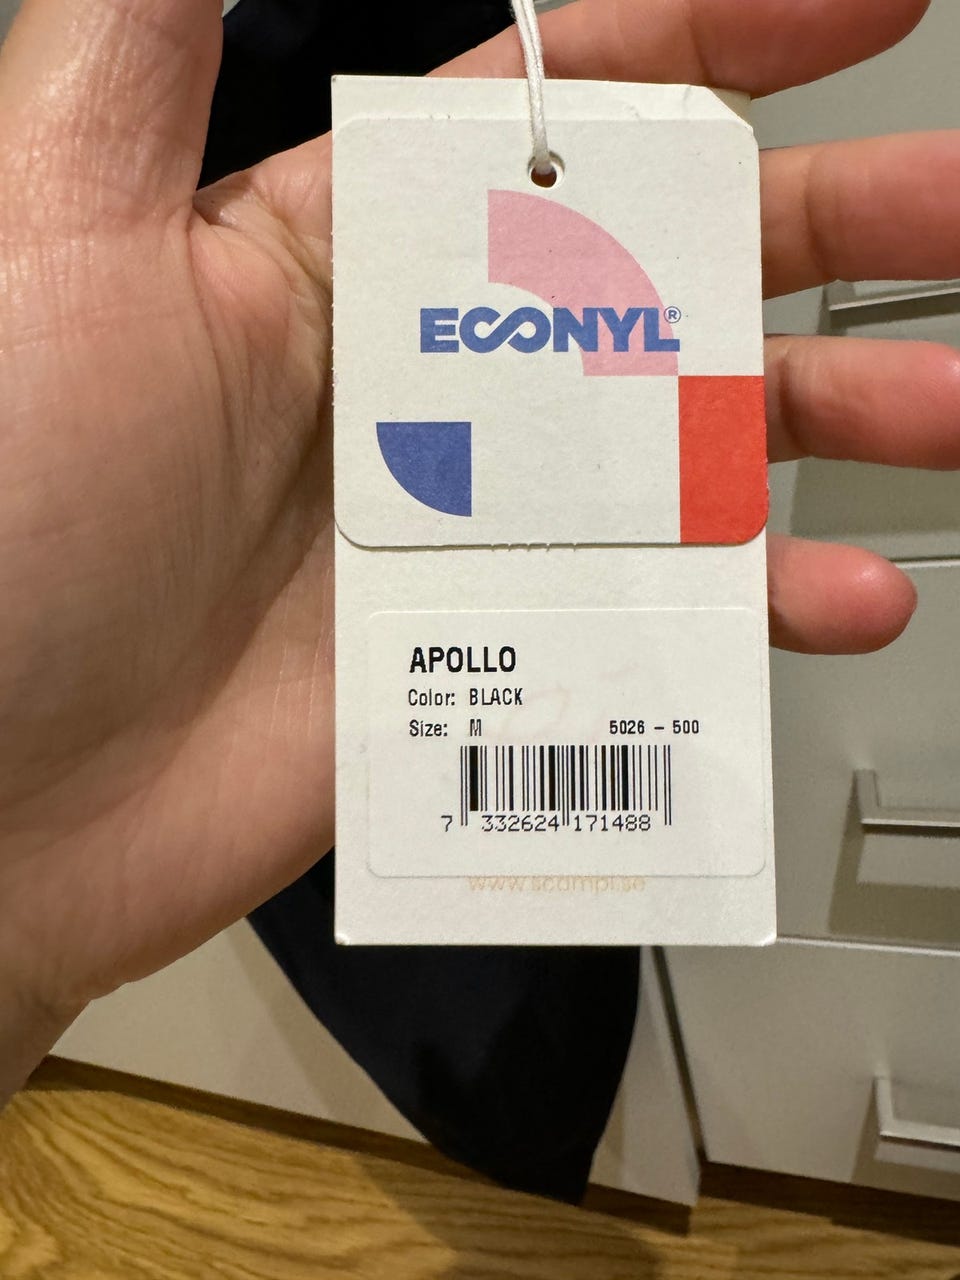 ECONYL®
APOLLO
Color: BLACK
Size: M 5026 - 500
7 332624 171488
www.scampi.se